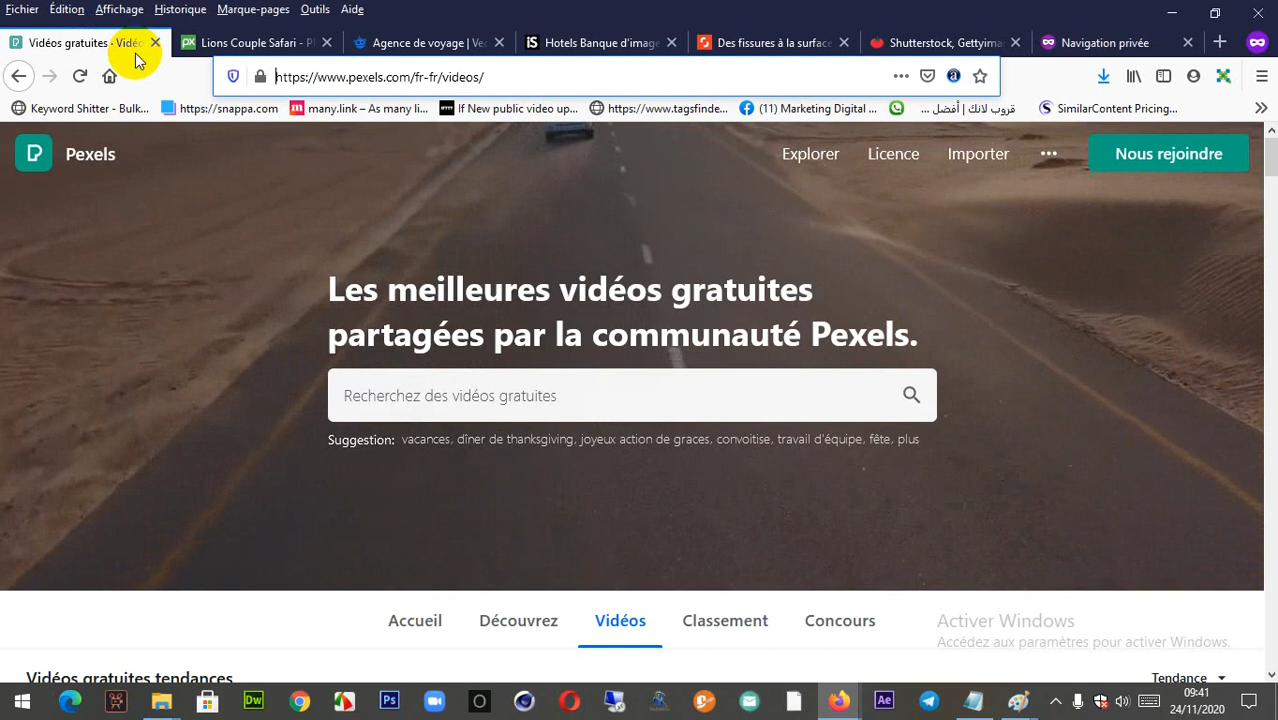 Fichier Édition Affichage Historique Marque-pages Outils Aide
Vidéos gratuites - Vidéo Lions Couple Safari - P Agence de voyage | Vec Hotels Banque d'image Des fissures à la surface Shutterstock, Gettyima Navigation privée
https://www.pexels.com/fr-fr/videos/
Keyword Shitter - Bulk... https://snappa.com many.link – As many li... If New public video up... https://www.tagsfinde... (11) Marketing Digital ... قروب لانك | أفضل ... SimilarContent Pricing...
Pexels Explorer Licence Importer ••• Nous rejoindre
Les meilleures vidéos gratuites
partagées par la communauté Pexels.
Recherchez des vidéos gratuites
Suggestion: vacances, dîner de thanksgiving, joyeux action de graces, convoitise, travail d'équipe, fête, plus
Accueil Découvrez Vidéos Classement Concours
Activer Windows
Accédez aux paramètres pour activer Windows.
Vidéos gratuites tendances Tendance
09:41
24/11/2020